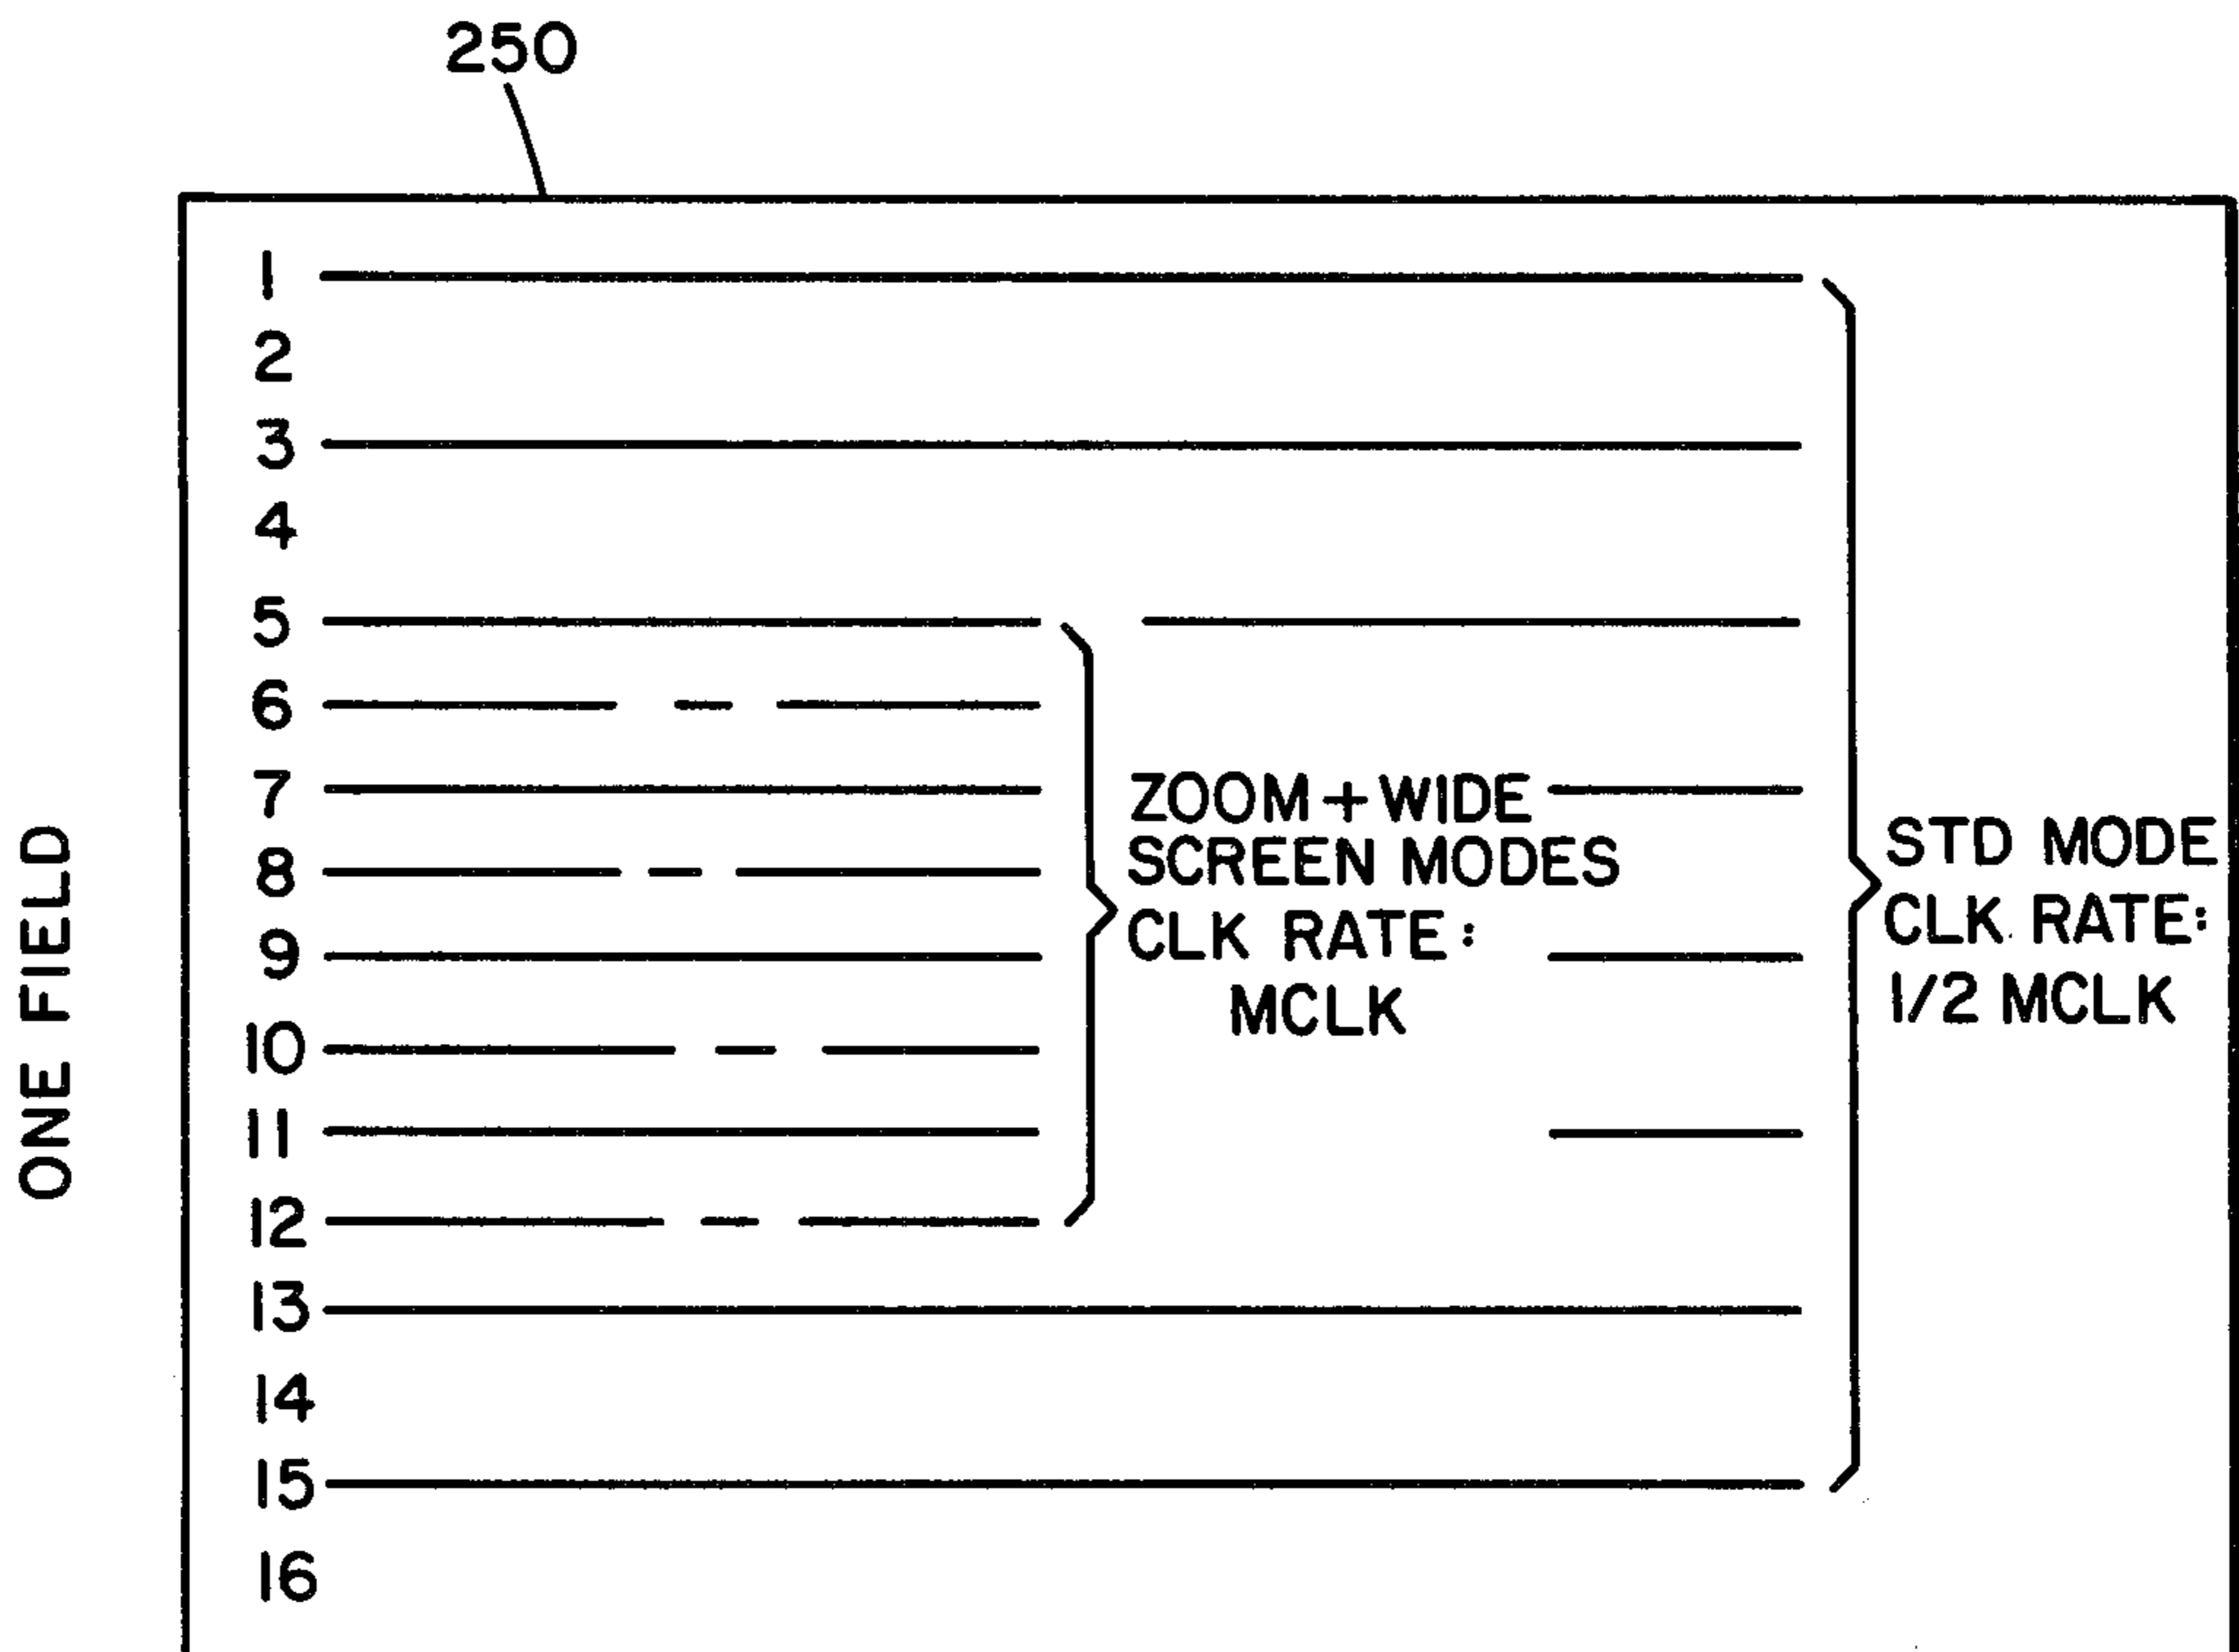 250
1
2
3
4
5
6
7
8
9
10
11
12
13
14
15
16
ZOOM + WIDE
SCREEN MODES
CLK RATE:
MCLK
STD MODE
CLK RATE:
1/2 MCLK
ONE FIELD